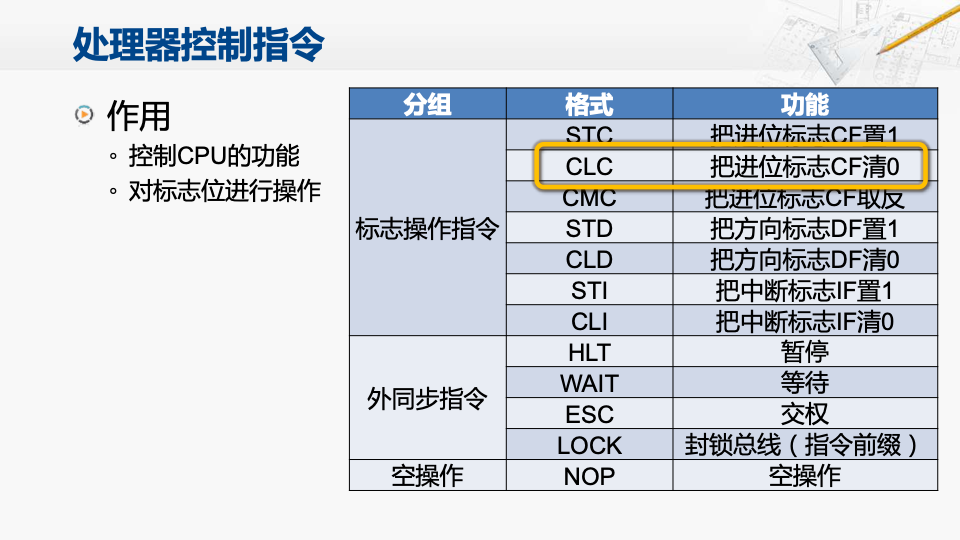 处理器控制指令
作用
控制CPU的功能
对标志位进行操作
分组 格式 功能
标志操作指令
STC 把进位标志CF置1
CLC 把进位标志CF清0
CMC 把进位标志CF取反
STD 把方向标志DF置1
CLD 把方向标志DF清0
STI 把中断标志IF置1
CLI 把中断标志IF清0
外同步指令
HLT 暂停
WAIT 等待
ESC 交权
LOCK 封锁总线（指令前缀）
空操作 NOP 空操作